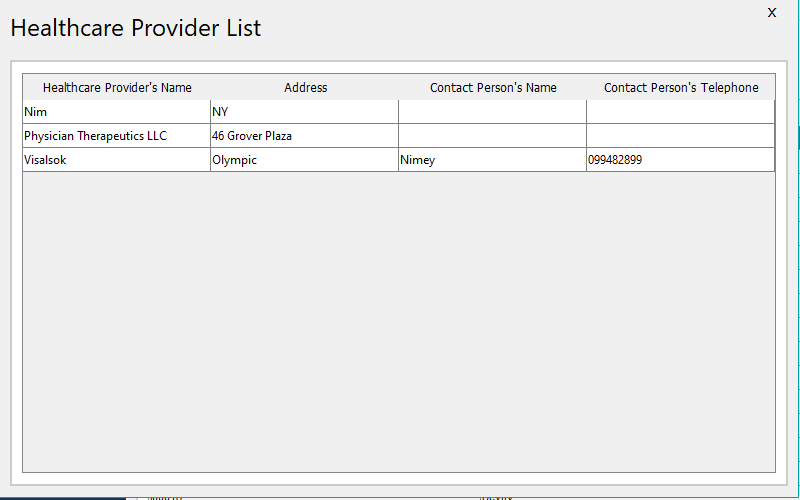 X
Healthcare Provider List
Healthcare Provider's Name Address Contact Person's Name Contact Person's Telephone
Nim NY
Physician Therapeutics LLC 46 Grover Plaza
Visalsok Olympic Nimey 099482899